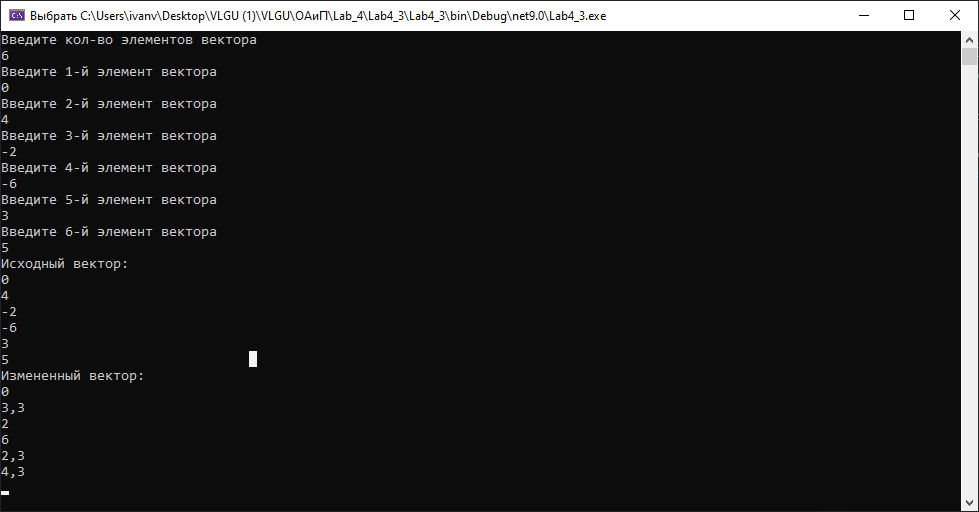 Выбрать C:\Users\ivanv\Desktop\VLGU (1)\VLGU\ОАиП\Lab_4\Lab4_3\Lab4_3\bin\Debug\net9.0\Lab4_3.exe
Введите кол-во элементов вектора
6
Введите 1-й элемент вектора
0
Введите 2-й элемент вектора
4
Введите 3-й элемент вектора
-2
Введите 4-й элемент вектора
-6
Введите 5-й элемент вектора
3
Введите 6-й элемент вектора
5
Исходный вектор:
0
4
-2
-6
3
5
Измененный вектор:
0
3,3
2
6
2,3
4,3